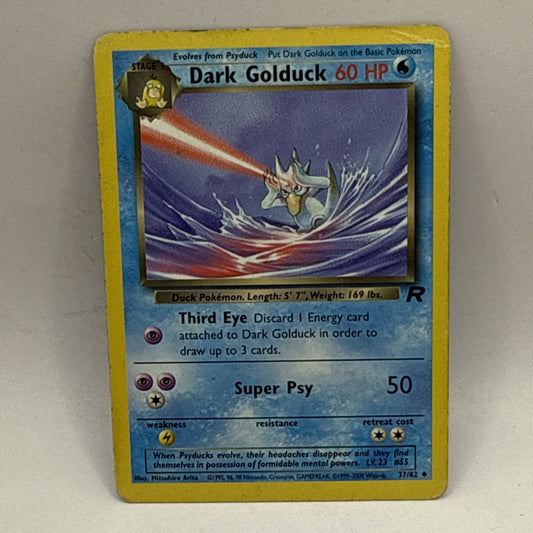 Evolves from Psyduck Put Dark Golduck on the Basic Pokémon
STAGE 1
Dark Golduck 60 HP
Duck Pokémon. Length: 5' 7", Weight: 169 lbs.
R
Third Eye Discard 1 Energy card
attached to Dark Golduck in order to
draw up to 3 cards.
Super Psy 50
weakness resistance retreat cost
When Psyducks evolve, their headaches disappear and they find
themselves in possession of formidable mental powers. LV. 23 #55
Illus. Mitsuhiro Arita ©1995, 96, 98 Nintendo, Creatures, GAMEFREAK. ©1999-2000 Wizards. 37/82